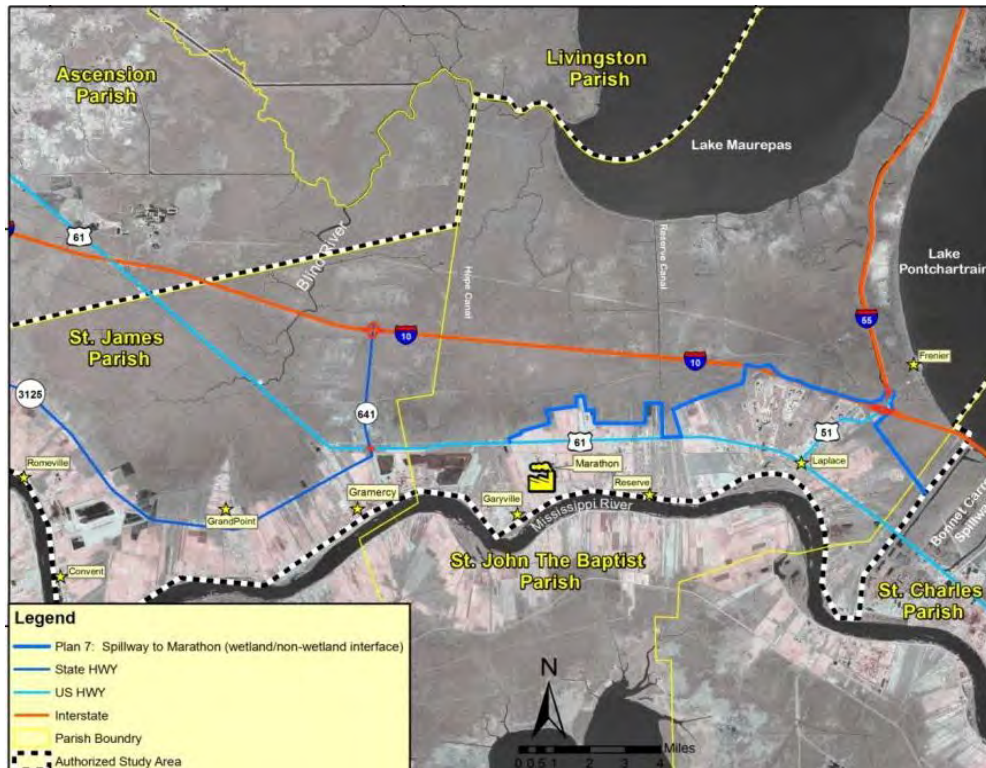 Ascension
Parish
Livingston
Parish
Lake Maurepas
61
Blind River
Hope Canal
Reserve Canal
Lake
Pontchartrain
St. James
Parish
10
10
55
Frenier
3125
641
61
51
Romeville
Marathon
Laplace
GrandPoint
Gramercy
Garyville
Reserve
Mississippi River
Bonnet Carre
Spillway
Convent
St. John The Baptist
Parish
St. Charles
Parish
Legend
Plan 7: Spillway to Marathon (wetland/non-wetland interface)
State HWY
US HWY
Interstate
Parish Boundry
Authorized Study Area
N
Miles
0 0.5 1 2 3 4